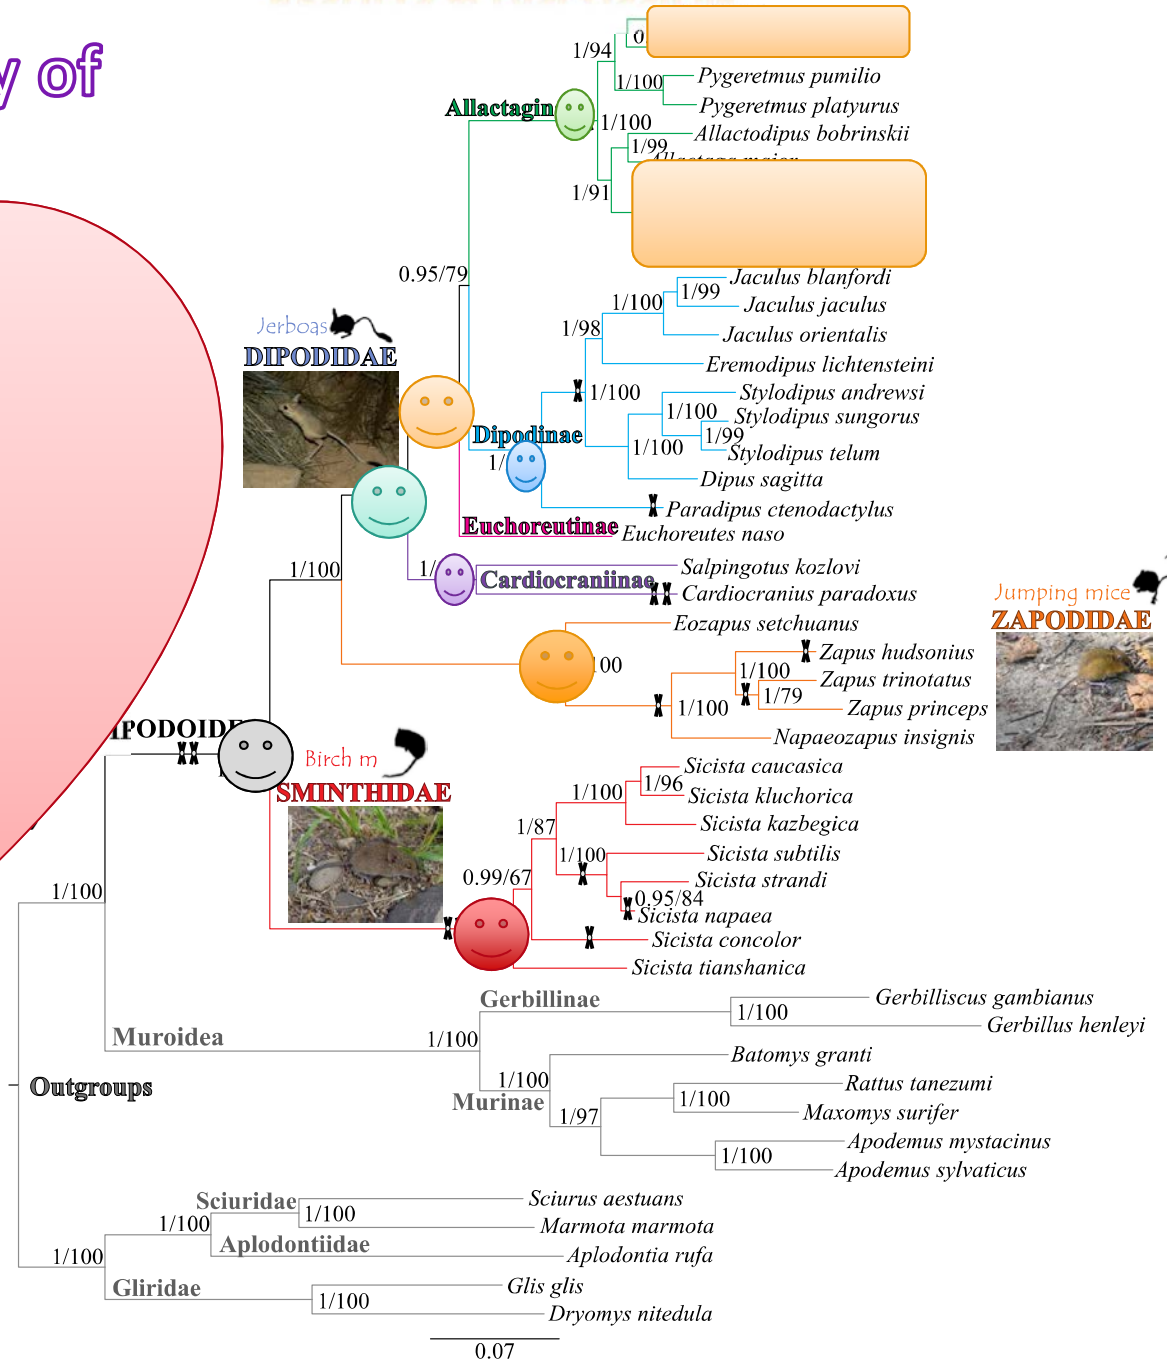 y of
1/94
0.
Pygeretmus pumilio
1/100
Pygeretmus platyurus
Allactagin
1/100
Allactodipus bobrinskii
1/99
Allactaga major
1/91
0.95/79
Jaculus blanfordi
1/99
1/100
Jaculus jaculus
Jerboas
1/98
Jaculus orientalis
DIPODIDAE
Eremodipus lichtensteini
1/100
Stylodipus andrewsi
1/100
Stylodipus sungorus
Dipodinae
1/99
1/100
Stylodipus telum
1/
Dipus sagitta
Paradipus ctenodactylus
Euchoreutinae
Euchoreutes naso
1/100
1/
Salpingotus kozlovi
Cardiocraniinae
Cardiocranius paradoxus
Jumping mice
ZAPODIDAE
Eozapus setchuanus
100
Zapus hudsonius
1/100
Zapus trinotatus
1/79
1/100
Zapus princeps
Napaeozapus insignis
IPODOIDE
Birch m
Sicista caucasica
SMINTHIDAE
1/100
1/96
Sicista kluchorica
1/87
Sicista kazbegica
1/100
Sicista subtilis
0.99/67
Sicista strandi
1/100
0.95/84
Sicista napaea
Sicista concolor
Sicista tianshanica
Gerbillinae
Gerbilliscus gambianus
1/100
Gerbillus henleyi
Muroidea
1/100
Batomys granti
Outgroups
1/100
Rattus tanezumi
Murinae
1/100
Maxomys surifer
1/97
Apodemus mystacinus
1/100
Apodemus sylvaticus
Sciuridae
Sciurus aestuans
1/100
1/100
Marmota marmota
Aplodontiidae
Aplodontia rufa
1/100
Gliridae
Glis glis
1/100
Dryomys nitedula
0.07